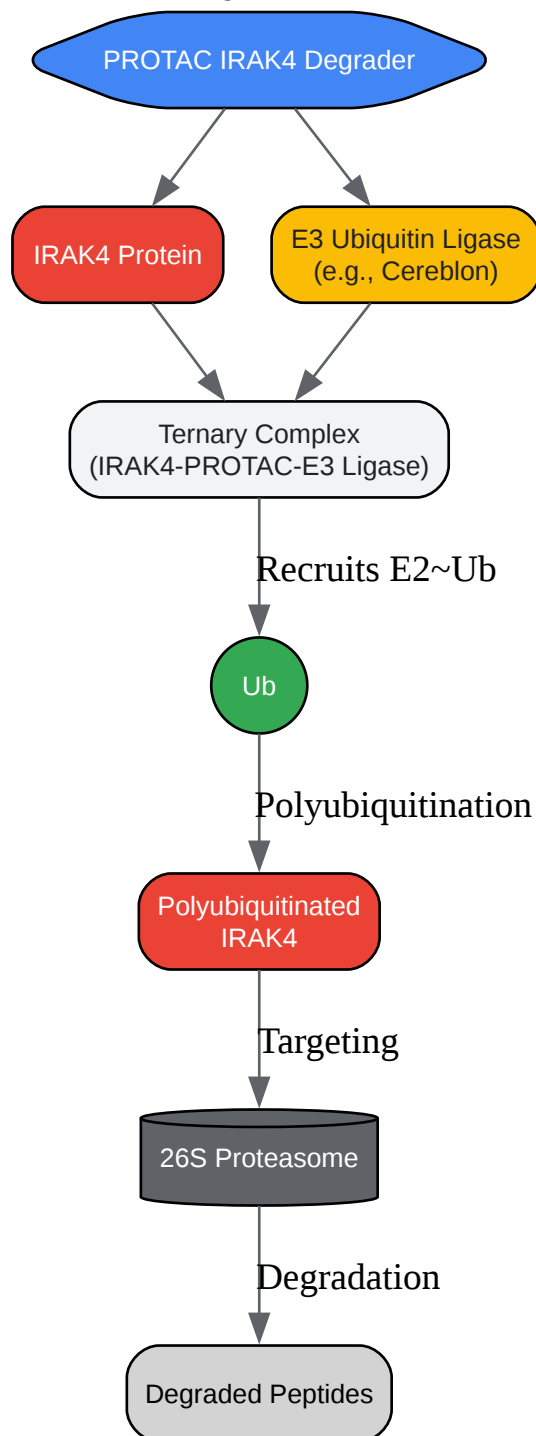 PROTAC IRAK4 Degrader
IRAK4 Protein
E3 Ubiquitin Ligase
(e.g., Cereblon)
Ternary Complex
(IRAK4-PROTAC-E3 Ligase)
Recruits E2~Ub
Ub
Polyubiquitination
Polyubiquitinated
IRAK4
Targeting
26S Proteasome
Degradation
Degraded Peptides